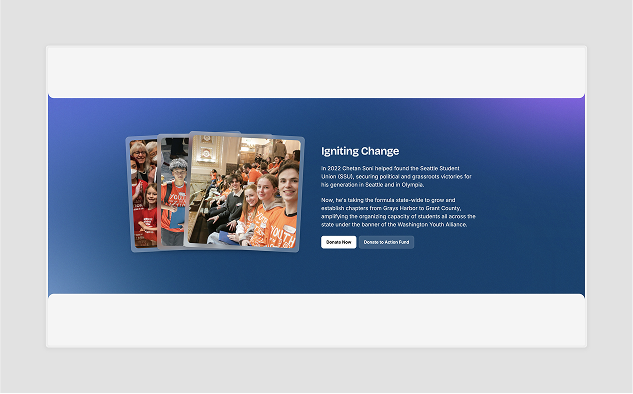 Igniting Change
In 2022 Chetan Soni helped found the Seattle Student
Union (SSU), securing political and grassroots victories for
his generation in Seattle and in Olympia.
Now, he's taking the formula state-wide to grow and
establish chapters from Grays Harbor to Grant County,
amplifying the organizing capacity of students all across the
state under the banner of the Washington Youth Alliance.
Donate Now
Donate to Action Fund